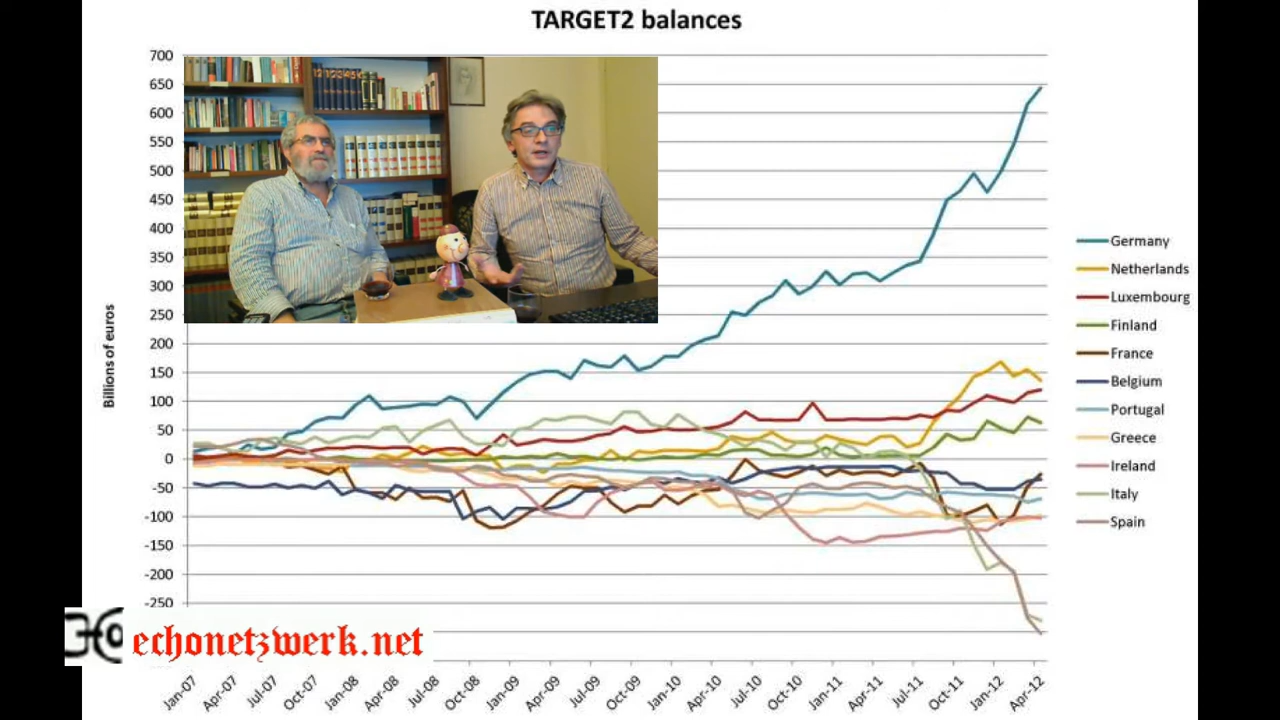 TARGET2 balances
700
650
600
550
500
450
400
350
300
250
200
150
100
50
0
-50
-100
-150
-200
-250
Billions of euros
Germany
Netherlands
Luxembourg
Finland
France
Belgium
Portugal
Greece
Ireland
Italy
Spain
echonetzwerk.net
Jan-07
Apr-07
Jul-07
Oct-07
Jan-08
Apr-08
Jul-08
Oct-08
Jan-09
Apr-09
Jul-09
Oct-09
Jan-10
Apr-10
Jul-10
Oct-10
Jan-11
Apr-11
Jul-11
Oct-11
Jan-12
Apr-12